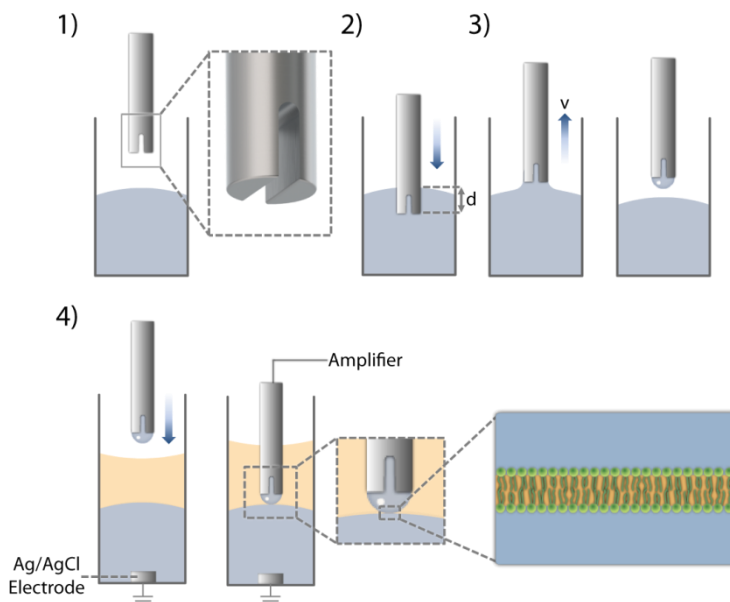 1)
2)
3)
v
d
4)
Amplifier
Ag/AgCl
Electrode